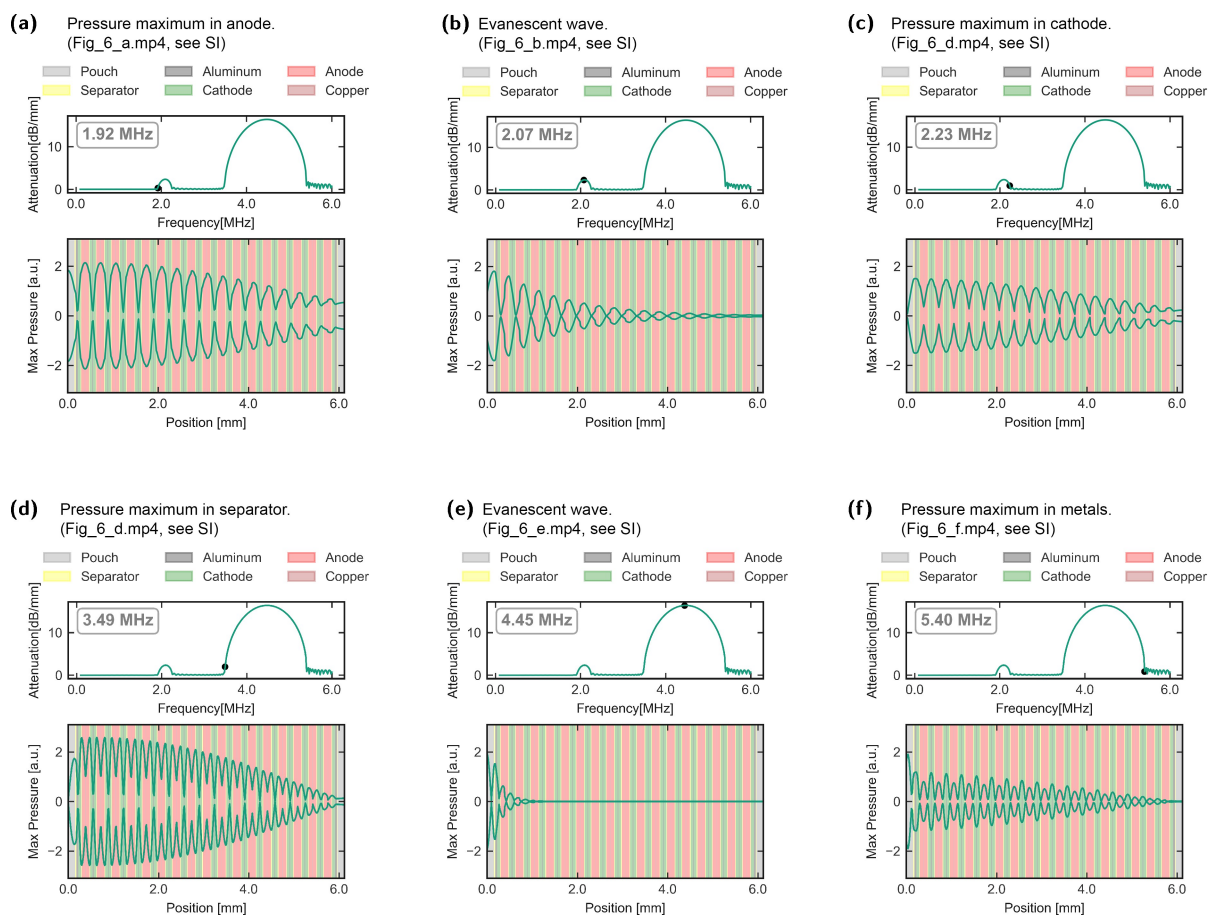 (a) Pressure maximum in anode.
(Fig_6_a.mp4, see SI)
Pouch Aluminum Anode
Separator Cathode Copper
Attenuation[dB/mm]
10
0
1.92 MHz
0.0 2.0 4.0 6.0
Frequency[MHz]
Max Pressure [a.u.]
2
0
−2
0.0 2.0 4.0 6.0
Position [mm]
(b) Evanescent wave.
(Fig_6_b.mp4, see SI)
Pouch Aluminum Anode
Separator Cathode Copper
Attenuation[dB/mm]
10
0
2.07 MHz
0.0 2.0 4.0 6.0
Frequency[MHz]
Max Pressure [a.u.]
2
0
−2
0.0 2.0 4.0 6.0
Position [mm]
(c) Pressure maximum in cathode.
(Fig_6_d.mp4, see SI)
Pouch Aluminum Anode
Separator Cathode Copper
Attenuation[dB/mm]
10
0
2.23 MHz
0.0 2.0 4.0 6.0
Frequency[MHz]
Max Pressure [a.u.]
2
0
−2
0.0 2.0 4.0 6.0
Position [mm]
(d) Pressure maximum in separator.
(Fig_6_d.mp4, see SI)
Pouch Aluminum Anode
Separator Cathode Copper
Attenuation[dB/mm]
10
0
3.49 MHz
0.0 2.0 4.0 6.0
Frequency[MHz]
Max Pressure [a.u.]
2
0
−2
0.0 2.0 4.0 6.0
Position [mm]
(e) Evanescent wave.
(Fig_6_e.mp4, see SI)
Pouch Aluminum Anode
Separator Cathode Copper
Attenuation[dB/mm]
10
0
4.45 MHz
0.0 2.0 4.0 6.0
Frequency[MHz]
Max Pressure [a.u.]
2
0
−2
0.0 2.0 4.0 6.0
Position [mm]
(f) Pressure maximum in metals.
(Fig_6_f.mp4, see SI)
Pouch Aluminum Anode
Separator Cathode Copper
Attenuation[dB/mm]
10
0
5.40 MHz
0.0 2.0 4.0 6.0
Frequency[MHz]
Max Pressure [a.u.]
2
0
−2
0.0 2.0 4.0 6.0
Position [mm]